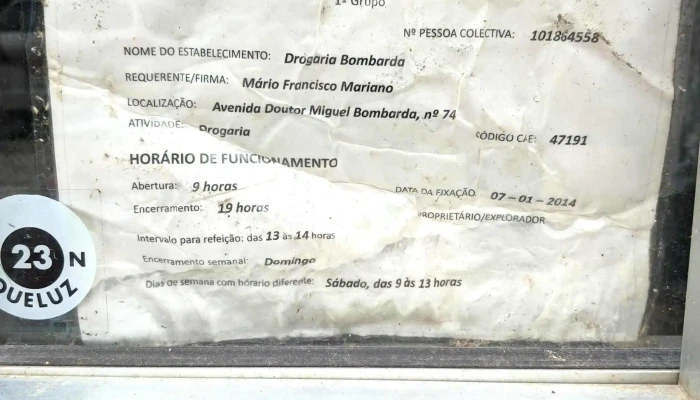 1º Grupo
Nº PESSOA COLECTIVA: 101864558
NOME DO ESTABELECIMENTO: Drogaria Bombarda
REQUERENTE/FIRMA: Mário Francisco Mariano
LOCALIZAÇÃO: Avenida Doutor Miguel Bombarda, nº 74
ATIVIDADE: Drogaria
CÓDIGO CAE: 47191
HORÁRIO DE FUNCIONAMENTO
Abertura: 9 horas
DATA DA FIXAÇÃO 07-01-2014
Encerramento: 19 horas
PROPRIETÁRIO/EXPLORADOR
Intervalo para refeição: das 13 às 14 horas
Encerramento semanal: Domingo
Dias de semana com horário diferente: Sábado, das 9 às 13 horas
23 N
QUELUZ